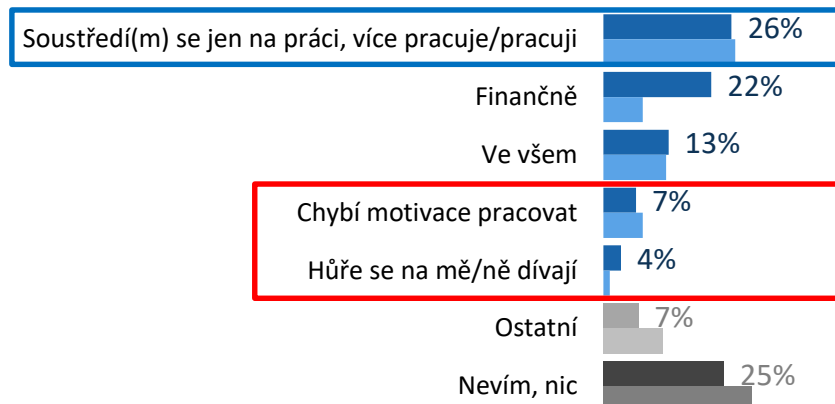 Soustředí(m) se jen na práci, více pracuje/pracuji 26%
Finančně 22%
Ve všem 13%
Chybí motivace pracovat 7%
Hůře se na mě/ně dívají 4%
Ostatní 7%
Nevím, nic 25%